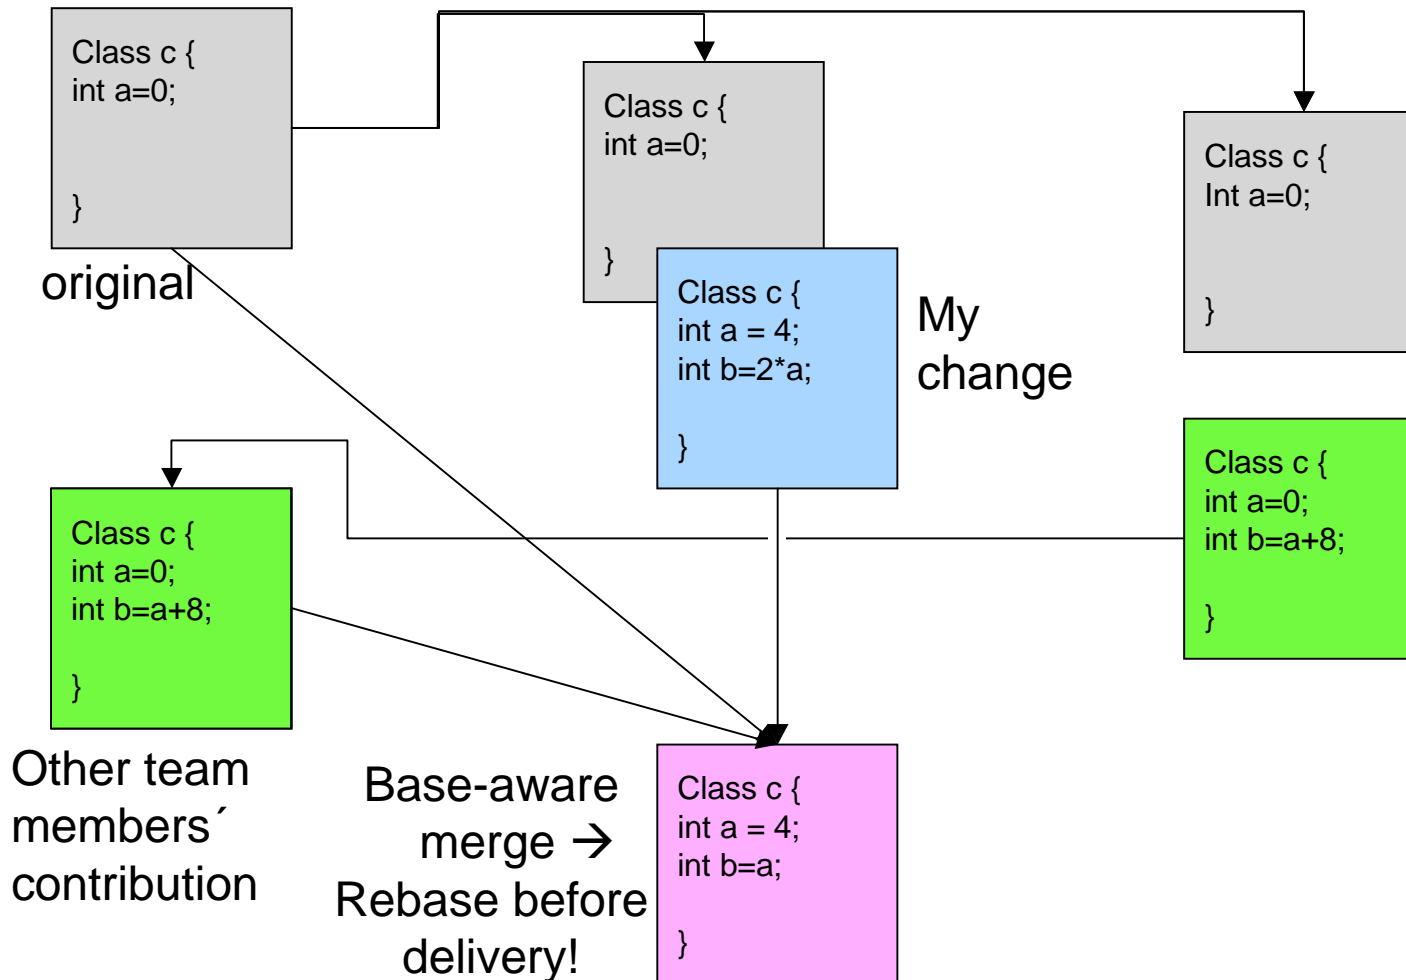 Class c {
int a=0;
}
original
Class c {
int a=0;
}
Class c {
int a = 4;
int b=2*a;
}
My
change
Class c {
Int a=0;
}
Class c {
int a=0;
int b=a+8;
}
Class c {
int a=0;
int b=a+8;
}
Other team
members´
contribution
Base-aware
merge →
Rebase before
delivery!
Class c {
int a = 4;
int b=a;
}